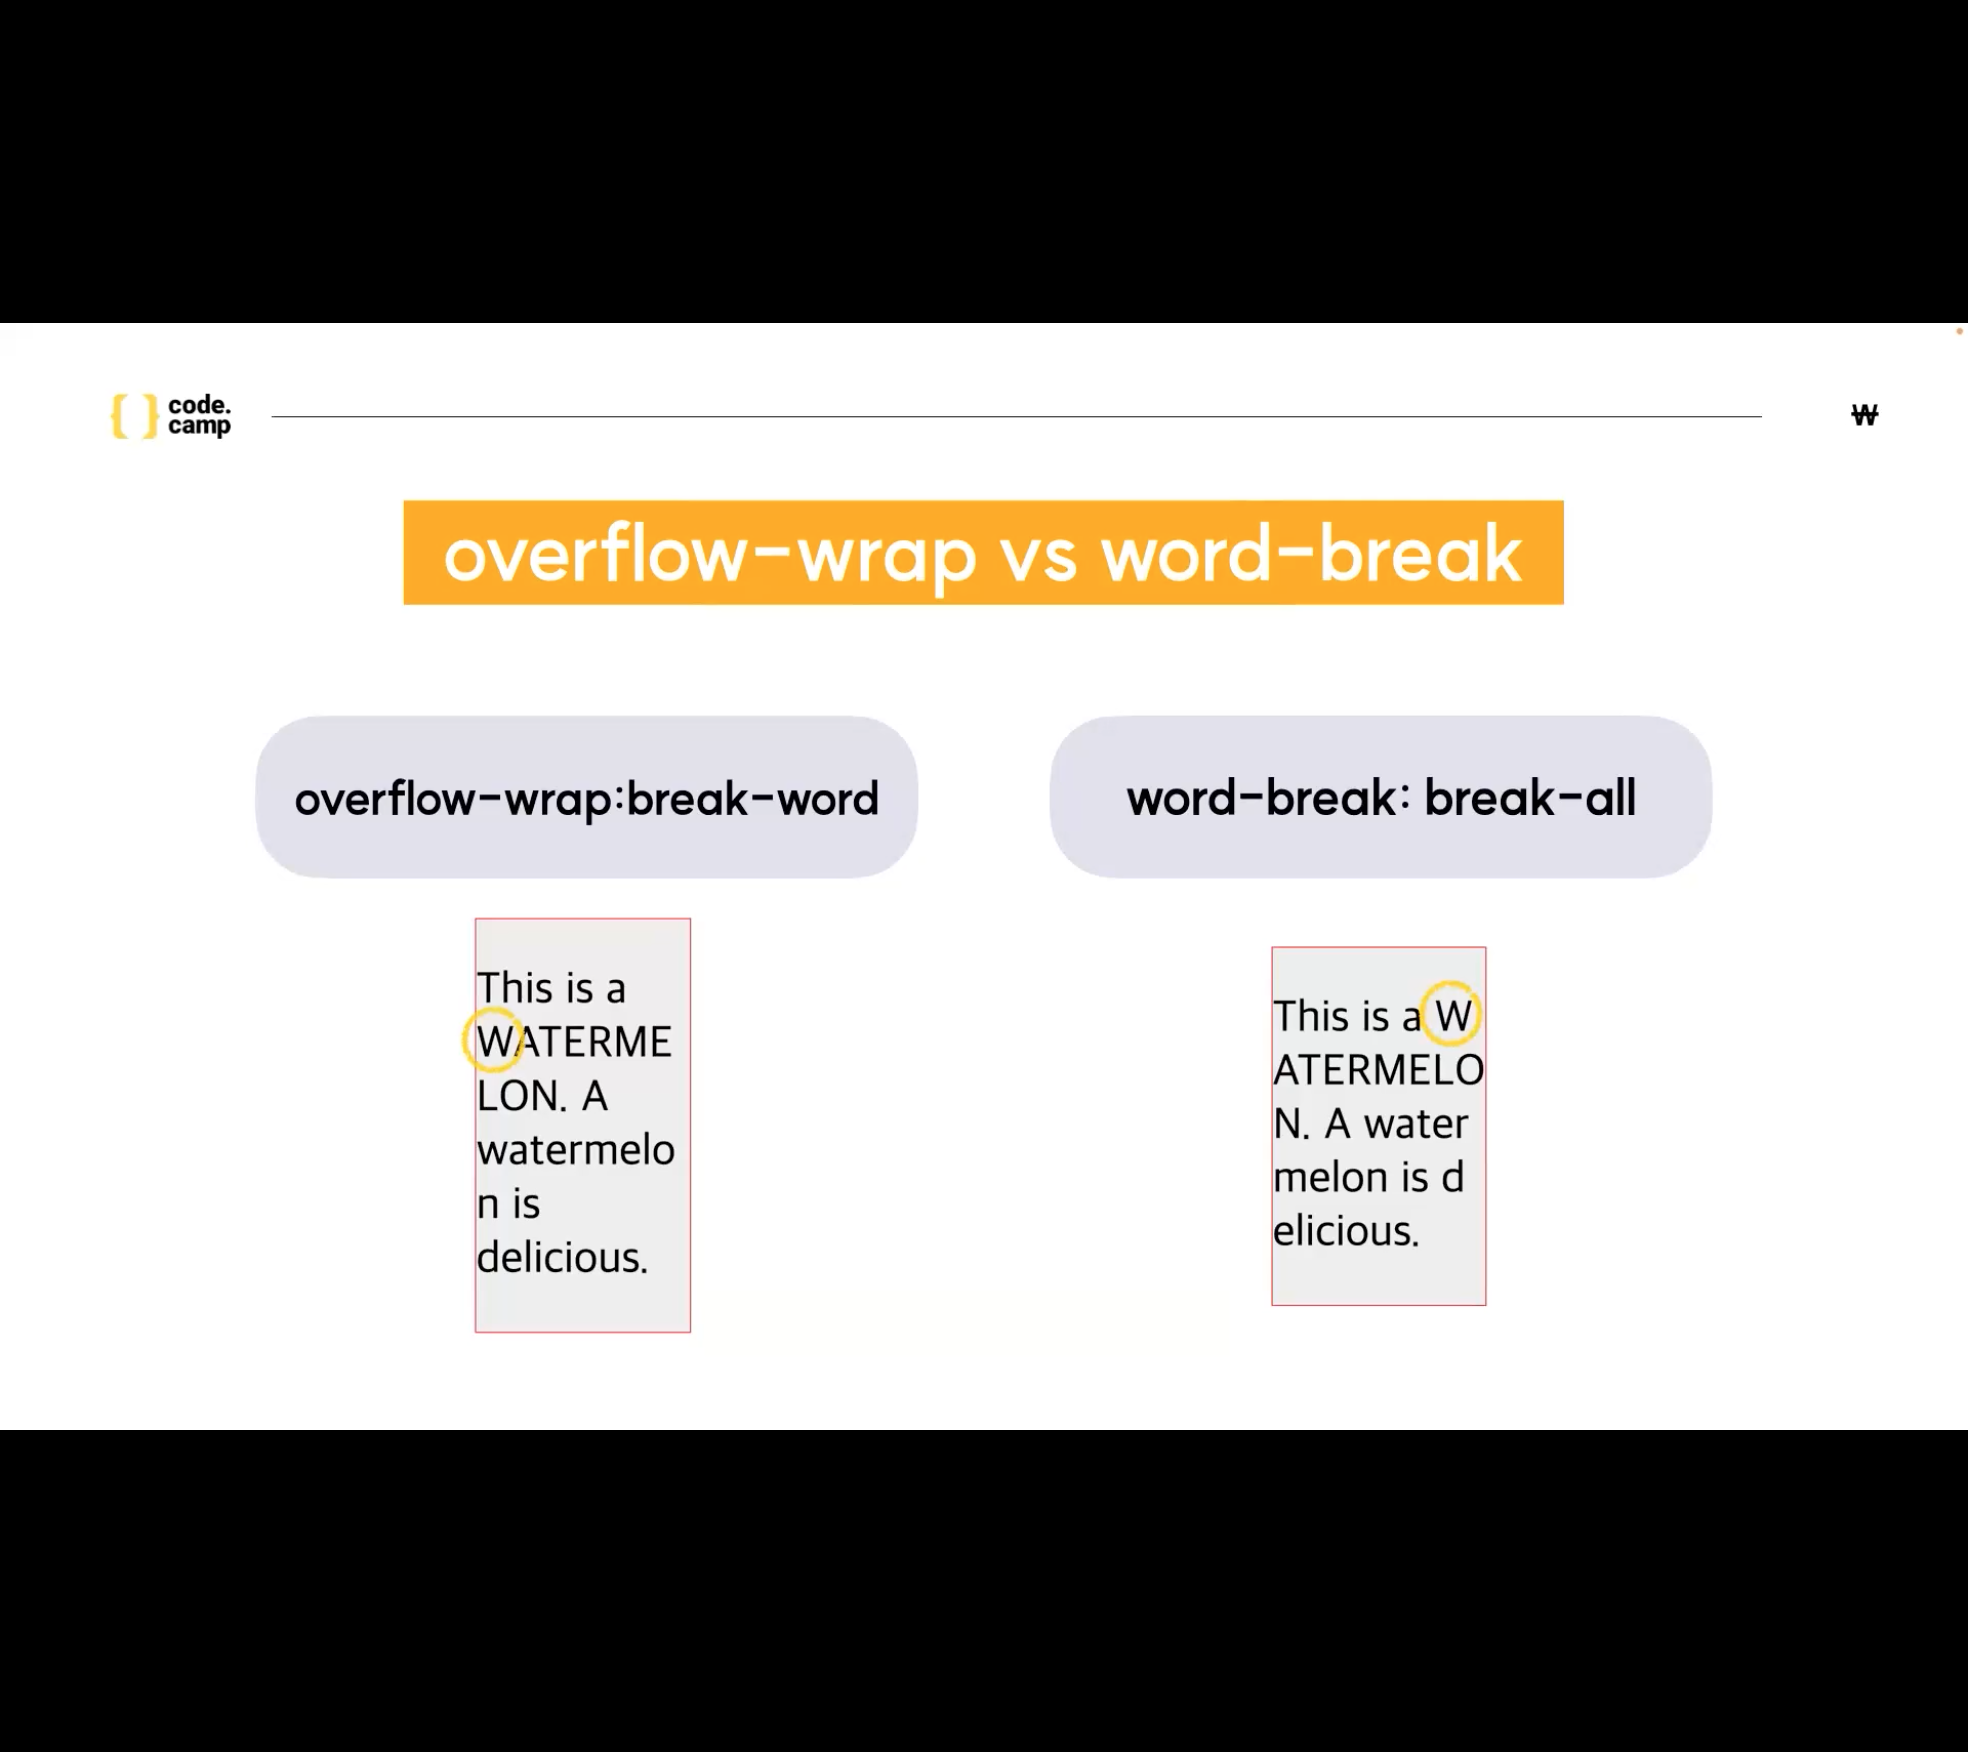 code.
camp
₩
overflow-wrap vs word-break
overflow-wrap:break-word
word-break: break-all
This is a
WATERME
LON. A
watermelo
n is
delicious.
This is a W
ATERMELO
N. A water
melon is d
elicious.